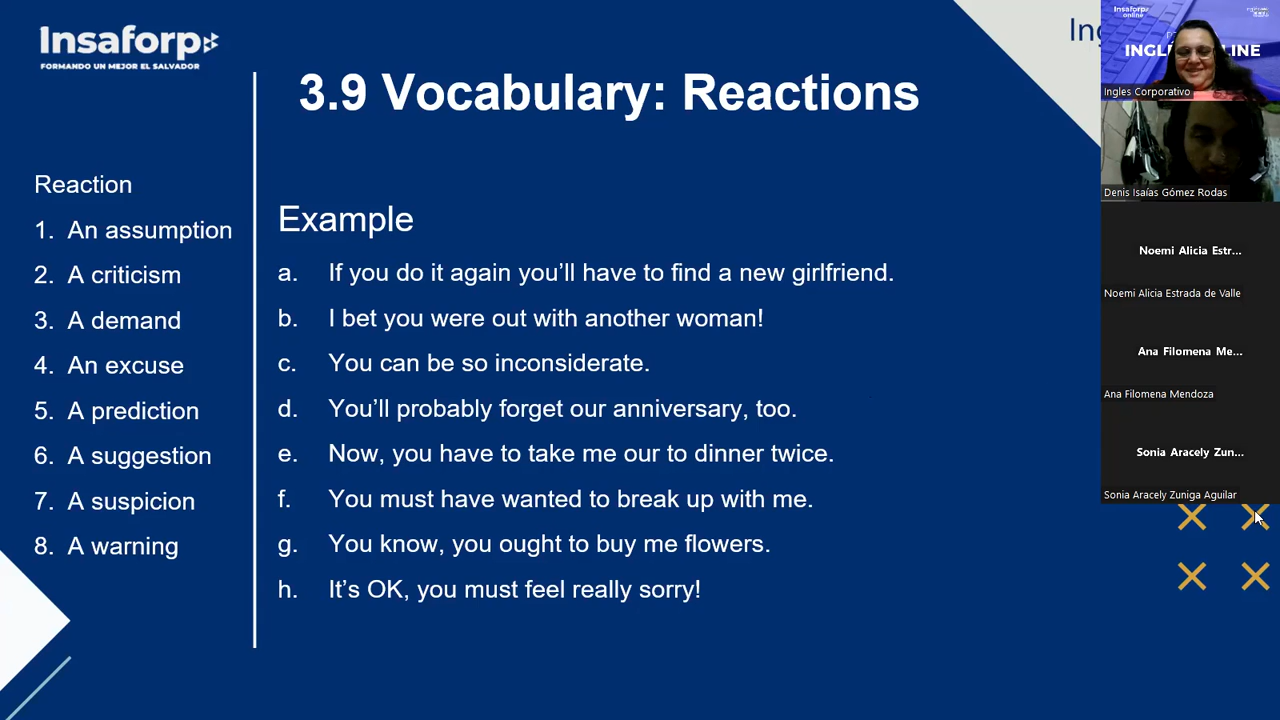 Insaforp
FORMANDO UN MEJOR EL SALVADOR
3.9 Vocabulary: Reactions
Reaction
1. An assumption
2. A criticism
3. A demand
4. An excuse
5. A prediction
6. A suggestion
7. A suspicion
8. A warning
Example
a. If you do it again you’ll have to find a new girlfriend.
b. I bet you were out with another woman!
c. You can be so inconsiderate.
d. You’ll probably forget our anniversary, too.
e. Now, you have to take me our to dinner twice.
f. You must have wanted to break up with me.
g. You know, you ought to buy me flowers.
h. It’s OK, you must feel really sorry!
Insaforp
online
Ingles Corporativo
Denis Isaías Gómez Rodas
Noemi Alicia Estr...
Noemi Alicia Estrada de Valle
Ana Filomena Me...
Ana Filomena Mendoza
Sonia Aracely Zun...
Sonia Aracely Zuniga Aguilar